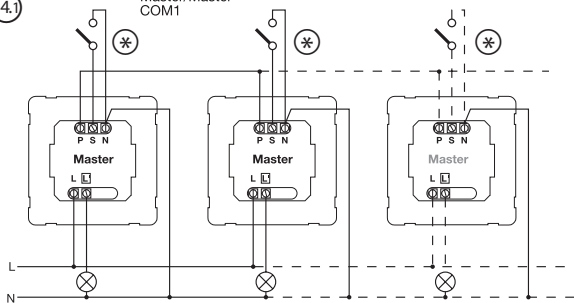 4.1
Master/Master
COM1
P S N
Master
L L'
P S N
Master
L L'
P S N
Master
L L'
L
N